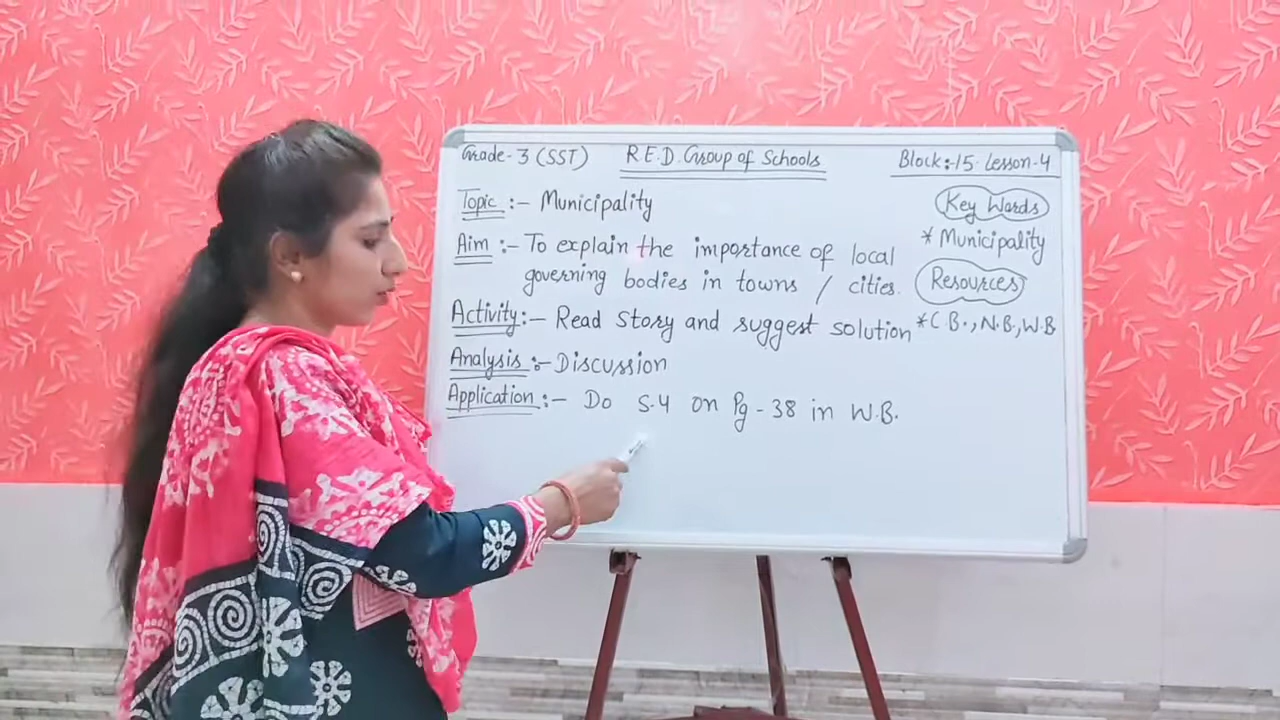 Grade-3 (SST) R.E.D. Group of Schools Block:-15 Lesson-4
Topic :- Municipality
Key Words
* Municipality
Aim :- To explain the importance of local
governing bodies in towns / cities.
Resources
* C.B., N.B., W.B
Activity:- Read Story and suggest solution
Analysis :- Discussion
Application:- Do S.4 on Pg-38 in W.B.